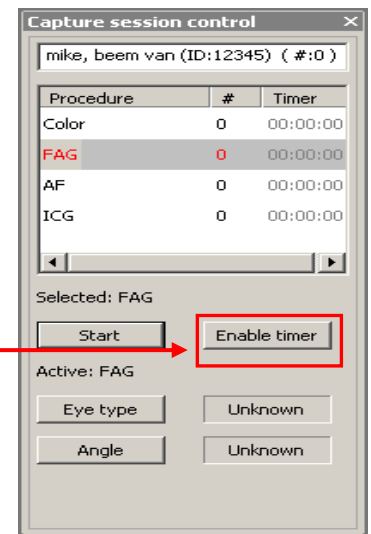 Capture session control ×
mike, beem van (ID:12345) ( #:0 )
Procedure # Timer
Color 0 00:00:00
FAG 0 00:00:00
AF 0 00:00:00
ICG 0 00:00:00
Selected: FAG
Start Enable timer
Active: FAG
Eye type Unknown
Angle Unknown